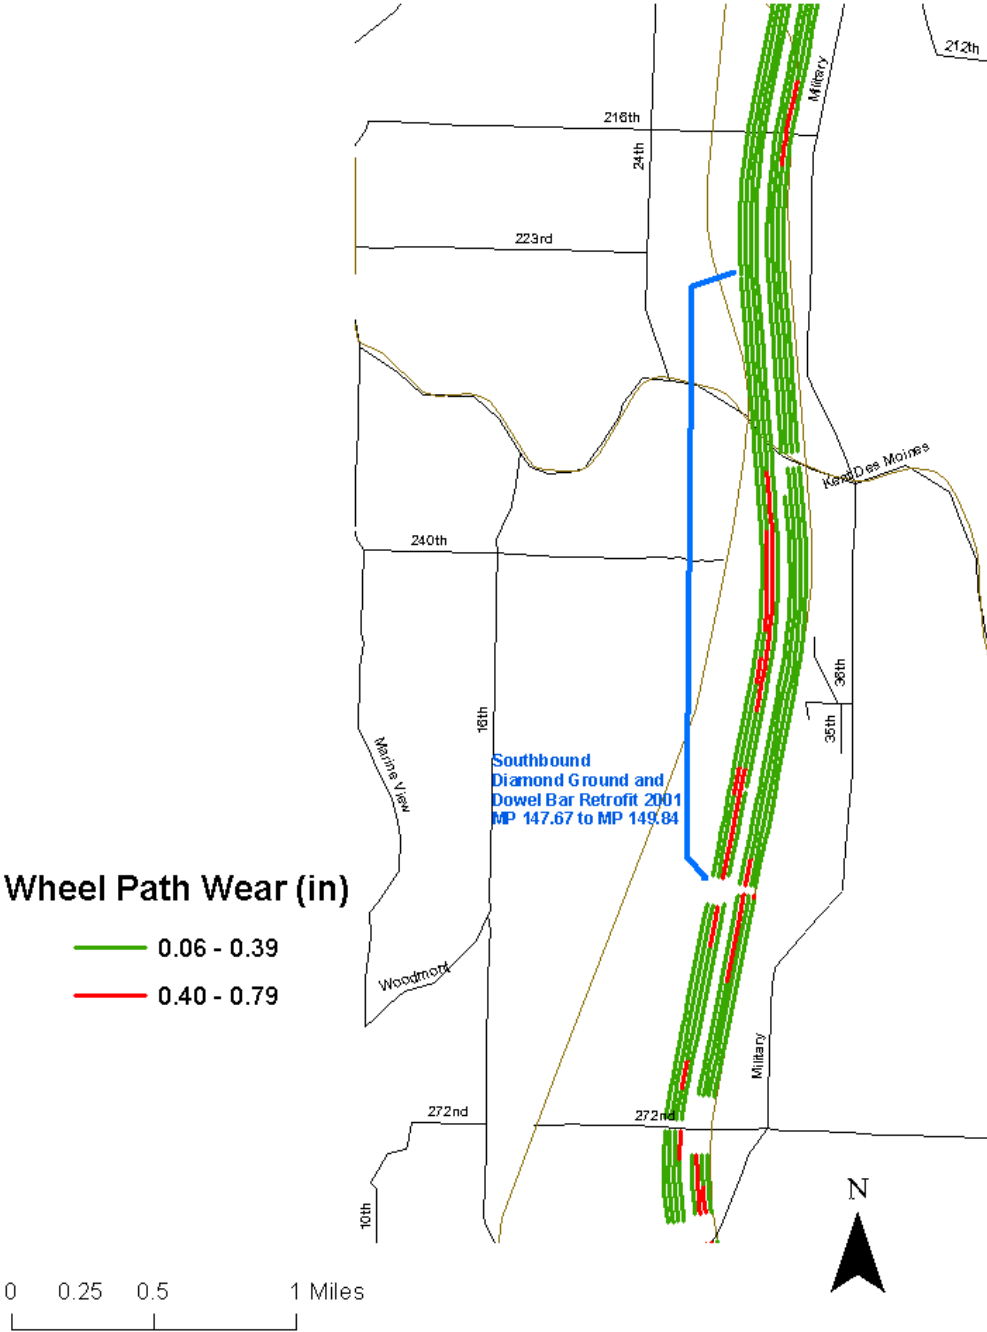 212th
Military
216th
24th
223rd
Kent Des Moines
240th
36th
35th
16th
Marine View
Southbound
Diamond Ground and
Dowel Bar Retrofit 2001
MP 147.67 to MP 149.84
Wheel Path Wear (in)
0.06 - 0.39
0.40 - 0.79
Woodmont
Military
272nd
272nd
10th
N
0 0.25 0.5 1 Miles